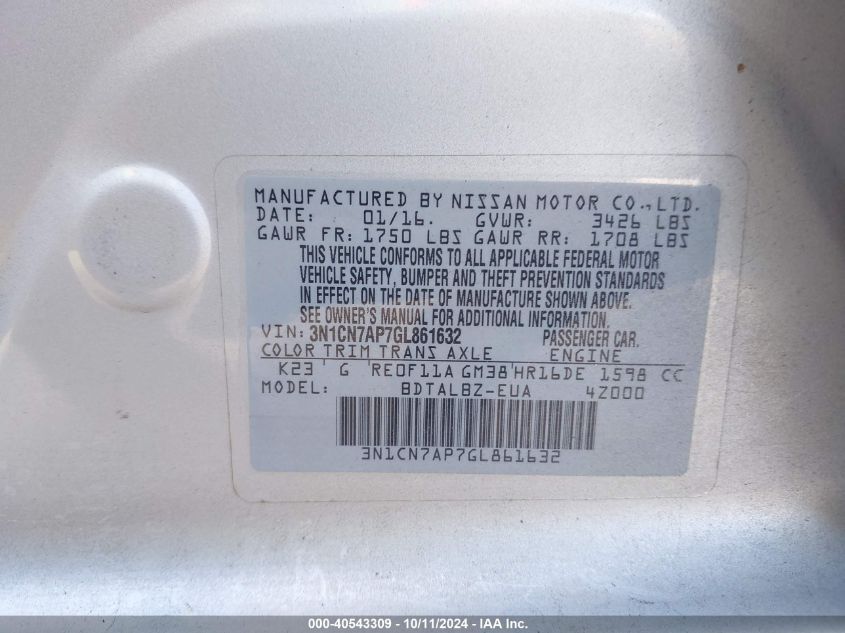 MANUFACTURED BY NISSAN MOTOR CO., LTD.
DATE: 01/16. GVWR: 3426 LBS
GAWR FR: 1750 LBS GAWR RR: 1708 LBS
THIS VEHICLE CONFORMS TO ALL APPLICABLE FEDERAL MOTOR
VEHICLE SAFETY, BUMPER AND THEFT PREVENTION STANDARDS
IN EFFECT ON THE DATE OF MANUFACTURE SHOWN ABOVE.
SEE OWNER'S MANUAL FOR ADDITIONAL INFORMATION.
VIN: 3N1CN7AP7GL861632 PASSENGER CAR.
COLOR TRIM TRANS AXLE ENGINE
K23 G RE0F11A GM38 HR16DE 1598 CC
MODEL: BDTALBZ-EUA 4Z000
3N1CN7AP7GL861632
000-40543309 - 10/11/2024 - IAA Inc.